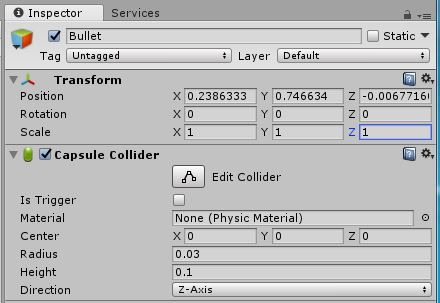 Inspector Services
Bullet Static
Tag Untagged Layer Default
Transform
Position X 0.2386333 Y 0.746634 Z -0.0067716
Rotation X 0 Y 0 Z 0
Scale X 1 Y 1 Z 1
Capsule Collider
Edit Collider
Is Trigger
Material None (Physic Material)
Center X 0 Y 0 Z 0
Radius 0.03
Height 0.1
Direction Z-Axis